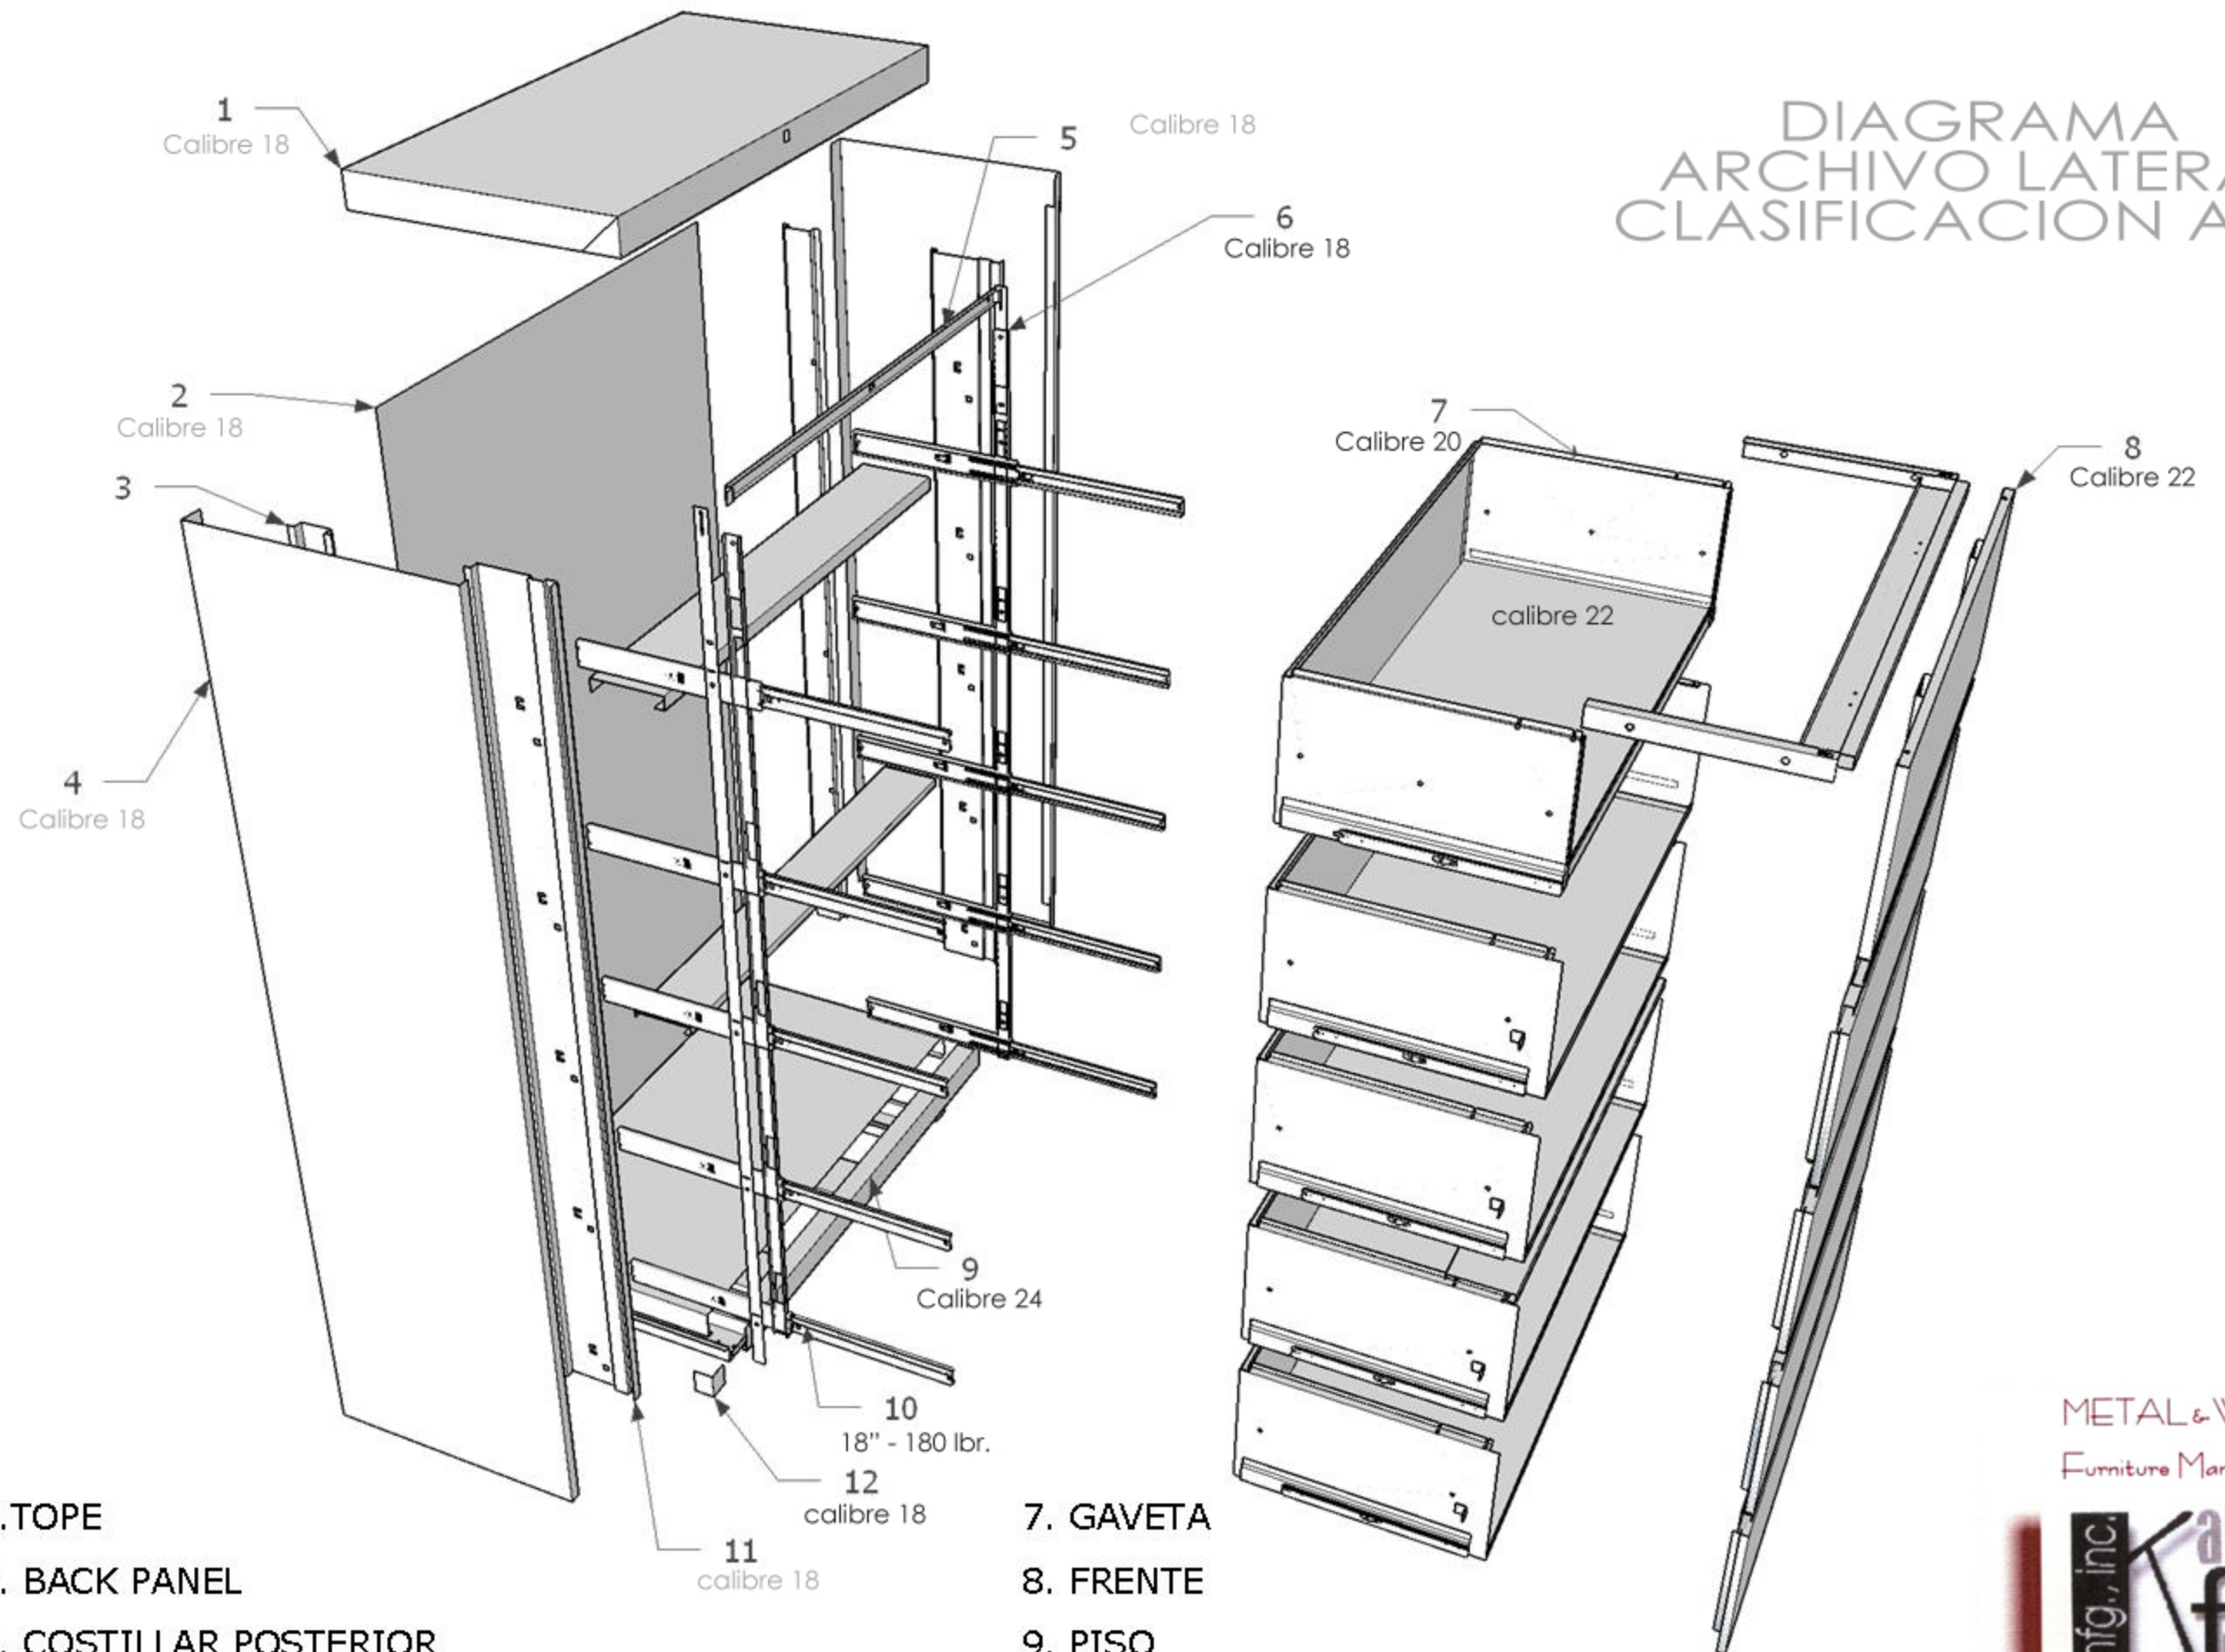 DIAGRAMA
ARCHIVO LATERA
CLASIFICACION A
1
Calibre 18
5
Calibre 18
6
Calibre 18
2
Calibre 18
7
Calibre 20
8
Calibre 22
3
calibre 22
4
Calibre 18
9
Calibre 24
10
18" - 180 lbr.
12
calibre 18
11
calibre 18
.TOPE
. BACK PANEL
. COSTILLAR POSTERIOR
7. GAVETA
8. FRENTE
9. PISO
METAL &
Furniture Man
mfg., inc.